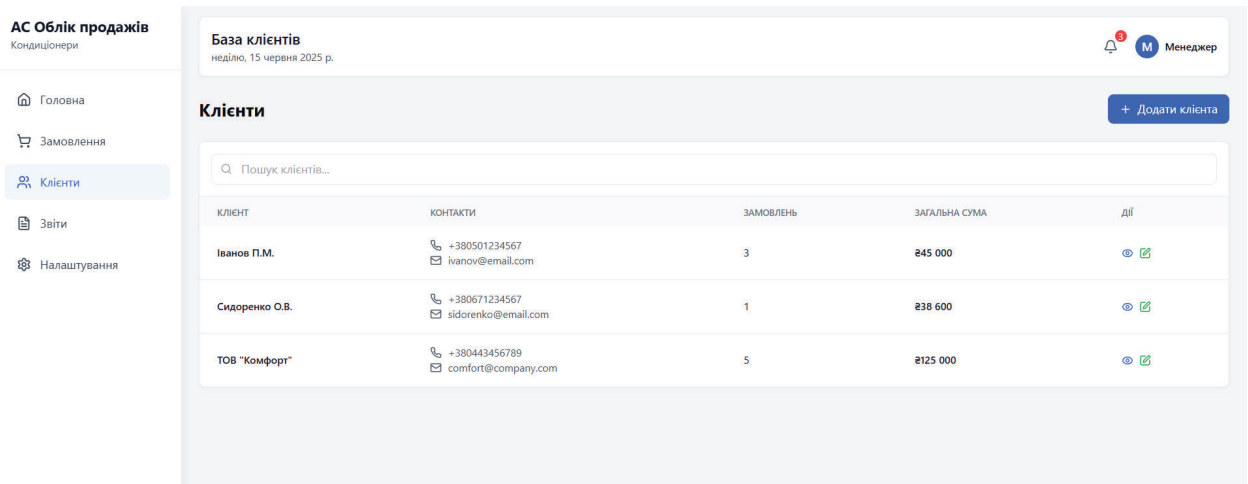 АС Облік продажів
Кондиціонери
Головна
Замовлення
Клієнти
Звіти
Налаштування
База клієнтів
неділю, 15 червня 2025 р.
3
М Менеджер
Клієнти
+ Додати клієнта
Пошук клієнтів...
КЛІЄНТ КОНТАКТИ ЗАМОВЛЕНЬ ЗАГАЛЬНА СУМА ДІЇ
Іванов П.М. +380501234567 3 ₴45 000
ivanov@email.com
Сидоренко О.В. +380671234567 1 ₴38 600
sidorenko@email.com
ТОВ "Комфорт" +380443456789 5 ₴125 000
comfort@company.com